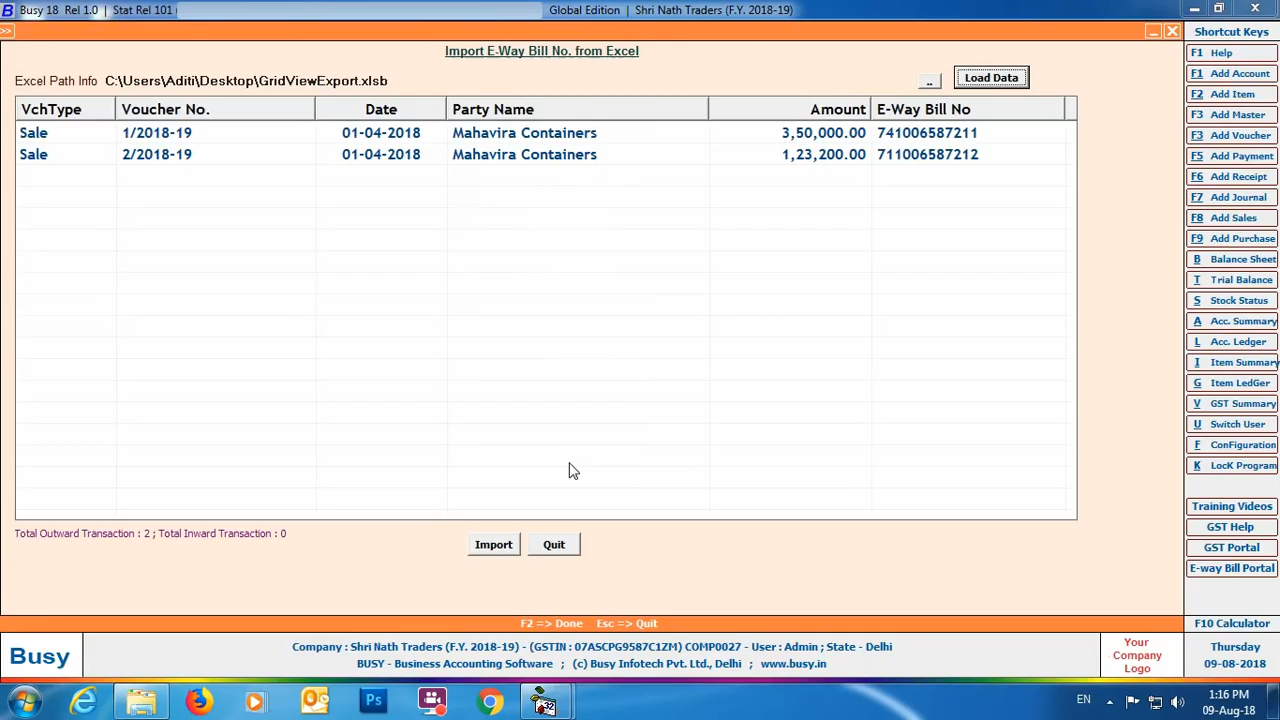 Busy 18 Rel 1.0 | Stat Rel 101 Global Edition | Shri Nath Traders (F.Y. 2018-19)
>>
Import E-Way Bill No. from Excel
Excel Path Info C:\Users\Aditi\Desktop\GridViewExport.xlsb .. Load Data
VchType Voucher No. Date Party Name Amount E-Way Bill No
Sale 1/2018-19 01-04-2018 Mahavira Containers 3,50,000.00 741006587211
Sale 2/2018-19 01-04-2018 Mahavira Containers 1,23,200.00 711006587212
Total Outward Transaction : 2 ; Total Inward Transaction : 0
Import Quit
F2 => Done Esc => Quit
Shortcut Keys
F1 Help
F1 Add Account
F2 Add Item
F3 Add Master
F3 Add Voucher
F5 Add Payment
F6 Add Receipt
F7 Add Journal
F8 Add Sales
F9 Add Purchase
B Balance Sheet
T Trial Balance
S Stock Status
A Acc. Summary
L Acc. Ledger
I Item Summary
G Item LedGer
V GST Summary
U Switch User
F ConFiguration
K LocK Program
Training Videos
GST Help
GST Portal
E-way Bill Portal
F10 Calculator
Busy
Company : Shri Nath Traders (F.Y. 2018-19) - (GSTIN : 07ASCPG9587C1ZM) COMP0027 - User : Admin ; State - Delhi
BUSY - Business Accounting Software ; (c) Busy Infotech Pvt. Ltd., Delhi ; www.busy.in
Your
Company
Logo
Thursday
09-08-2018
Ps
32
EN
1:16 PM
09-Aug-18